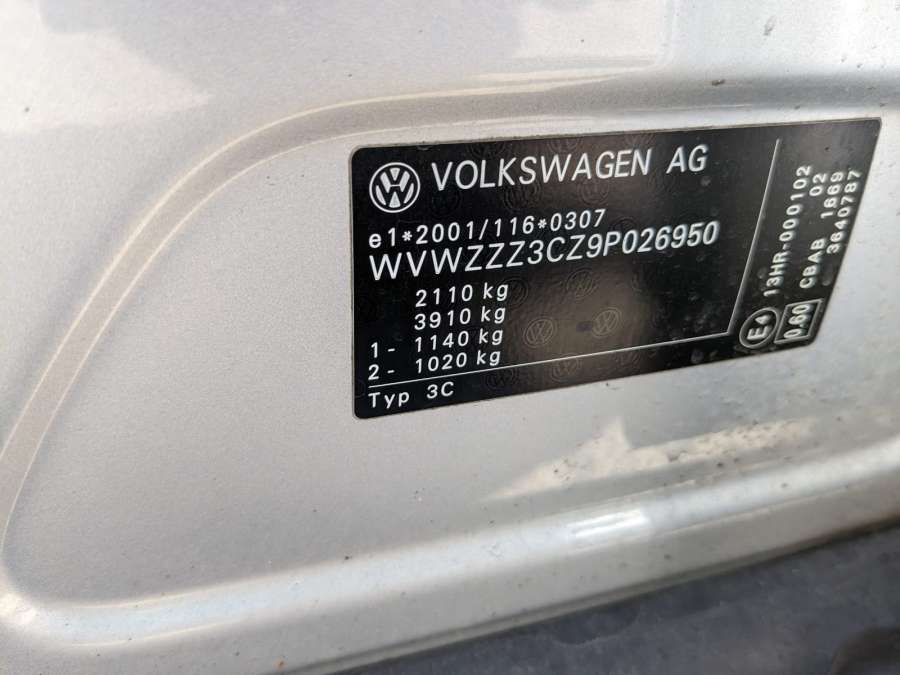 VOLKSWAGEN AG
e1*2001/116*0307
WVWZZZ3CZ9P026950
2110 kg
3910 kg
1- 1140 kg
2- 1020 kg
Typ 3C
E4
13HR-000102
02
CBAB 1669
0.60
3640787